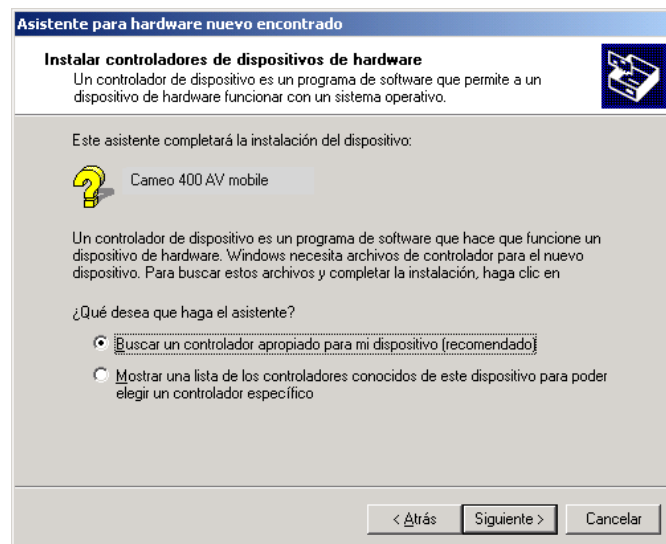 Asistente para hardware nuevo encontrado
Instalar controladores de dispositivos de hardware
Un controlador de dispositivo es un programa de software que permite a un
dispositivo de hardware funcionar con un sistema operativo.
Este asistente completará la instalación del dispositivo:
Cameo 400 AV mobile
Un controlador de dispositivo es un programa de software que hace que funcione un
dispositivo de hardware. Windows necesita archivos de controlador para el nuevo
dispositivo. Para buscar estos archivos y completar la instalación, haga clic en
¿Qué desea que haga el asistente?
Buscar un controlador apropiado para mi dispositivo (recomendado)
Mostrar una lista de los controladores conocidos de este dispositivo para poder
elegir un controlador específico
< Atrás Siguiente > Cancelar